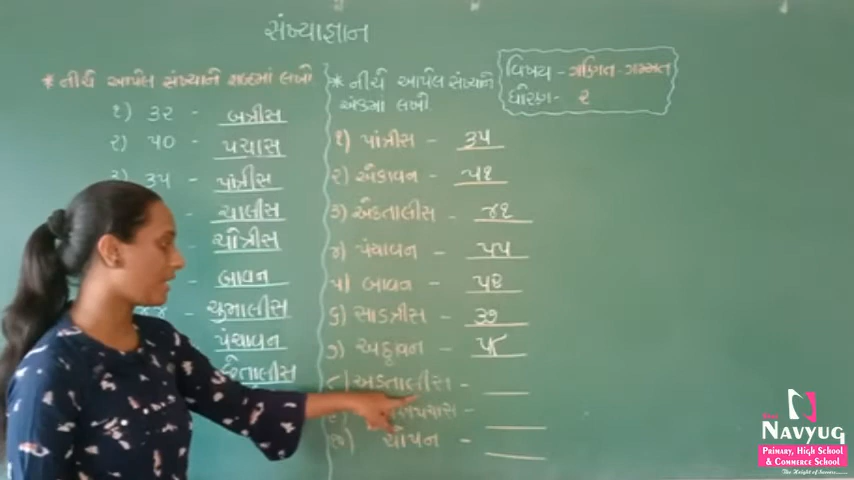 સંખ્યાજ્ઞાન
વિષય - ગણિત-ગમ્મત
ધોરણ- ૨
* નીચે આપેલ સંખ્યાને શબ્દમાં લખો
૧) ૩૨ - બત્રીસ
૨) ૫૦ - પચાસ
૩) ૩૫ - પાંત્રીસ
ચાલીસ
ચોત્રીસ
બાવન
ચુમાલીસ
પંચાવન
* નીચે આપેલ સંખ્યાને
અંકમાં લખો
૧) પાંત્રીસ - ૩૫
૨) એકાવન - ૫૧
૩) એકતાલીસ - ૪૧
૪) પંચાવન - ૫૫
૫) બાવન -
૬) સાડત્રીસ - ૩૭
૭) અઠ્ઠાવન - ૫૮
૮) અડતાલીસ -
૧૦) ચોપન -
NAVYUG
PRIMARY, HIGH SCHOOL
& COMMERCE SCHOOL